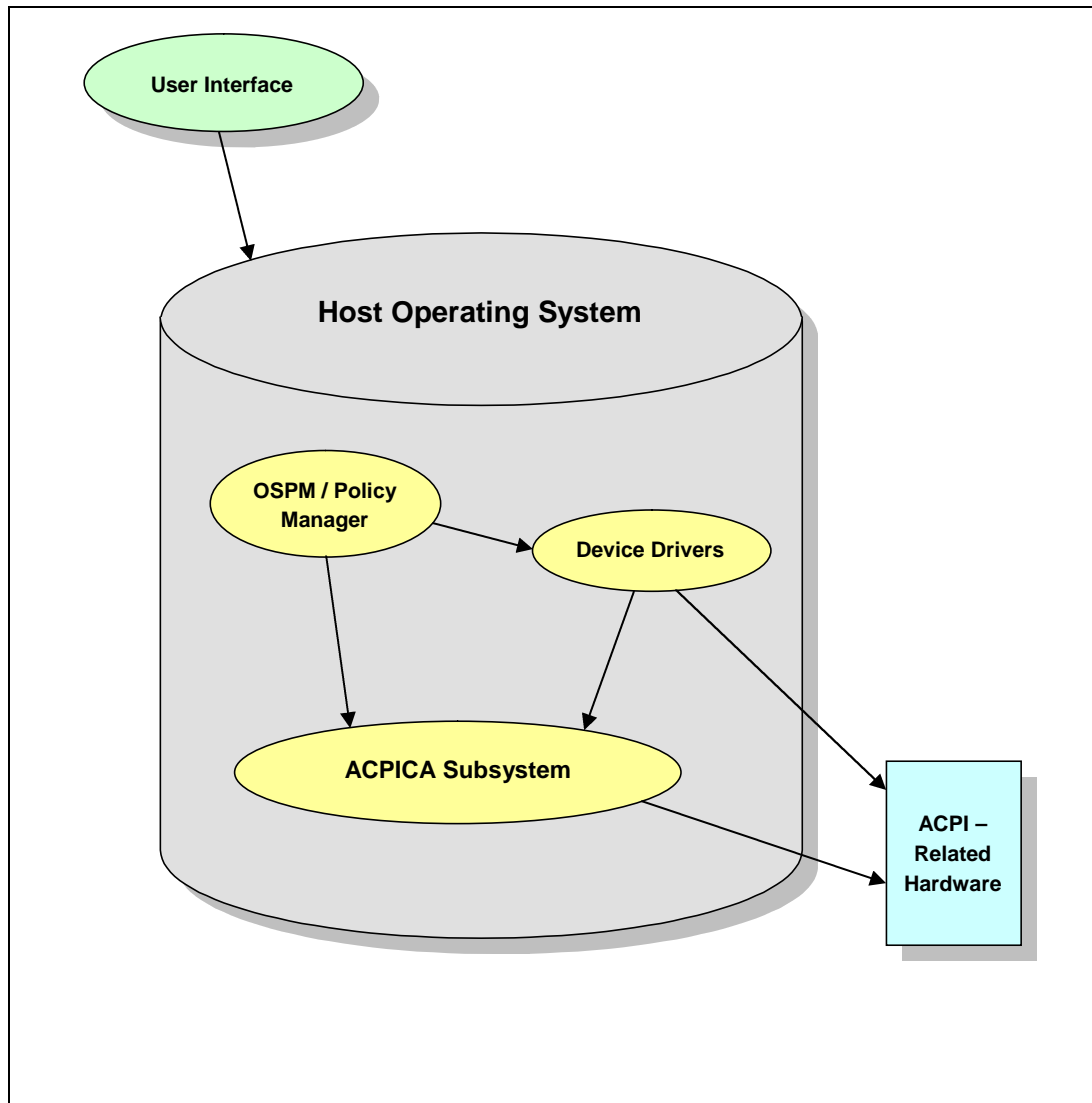 User Interface
Host Operating System
OSPM / Policy
Manager
Device Drivers
ACPICA Subsystem
ACPI –
Related
Hardware